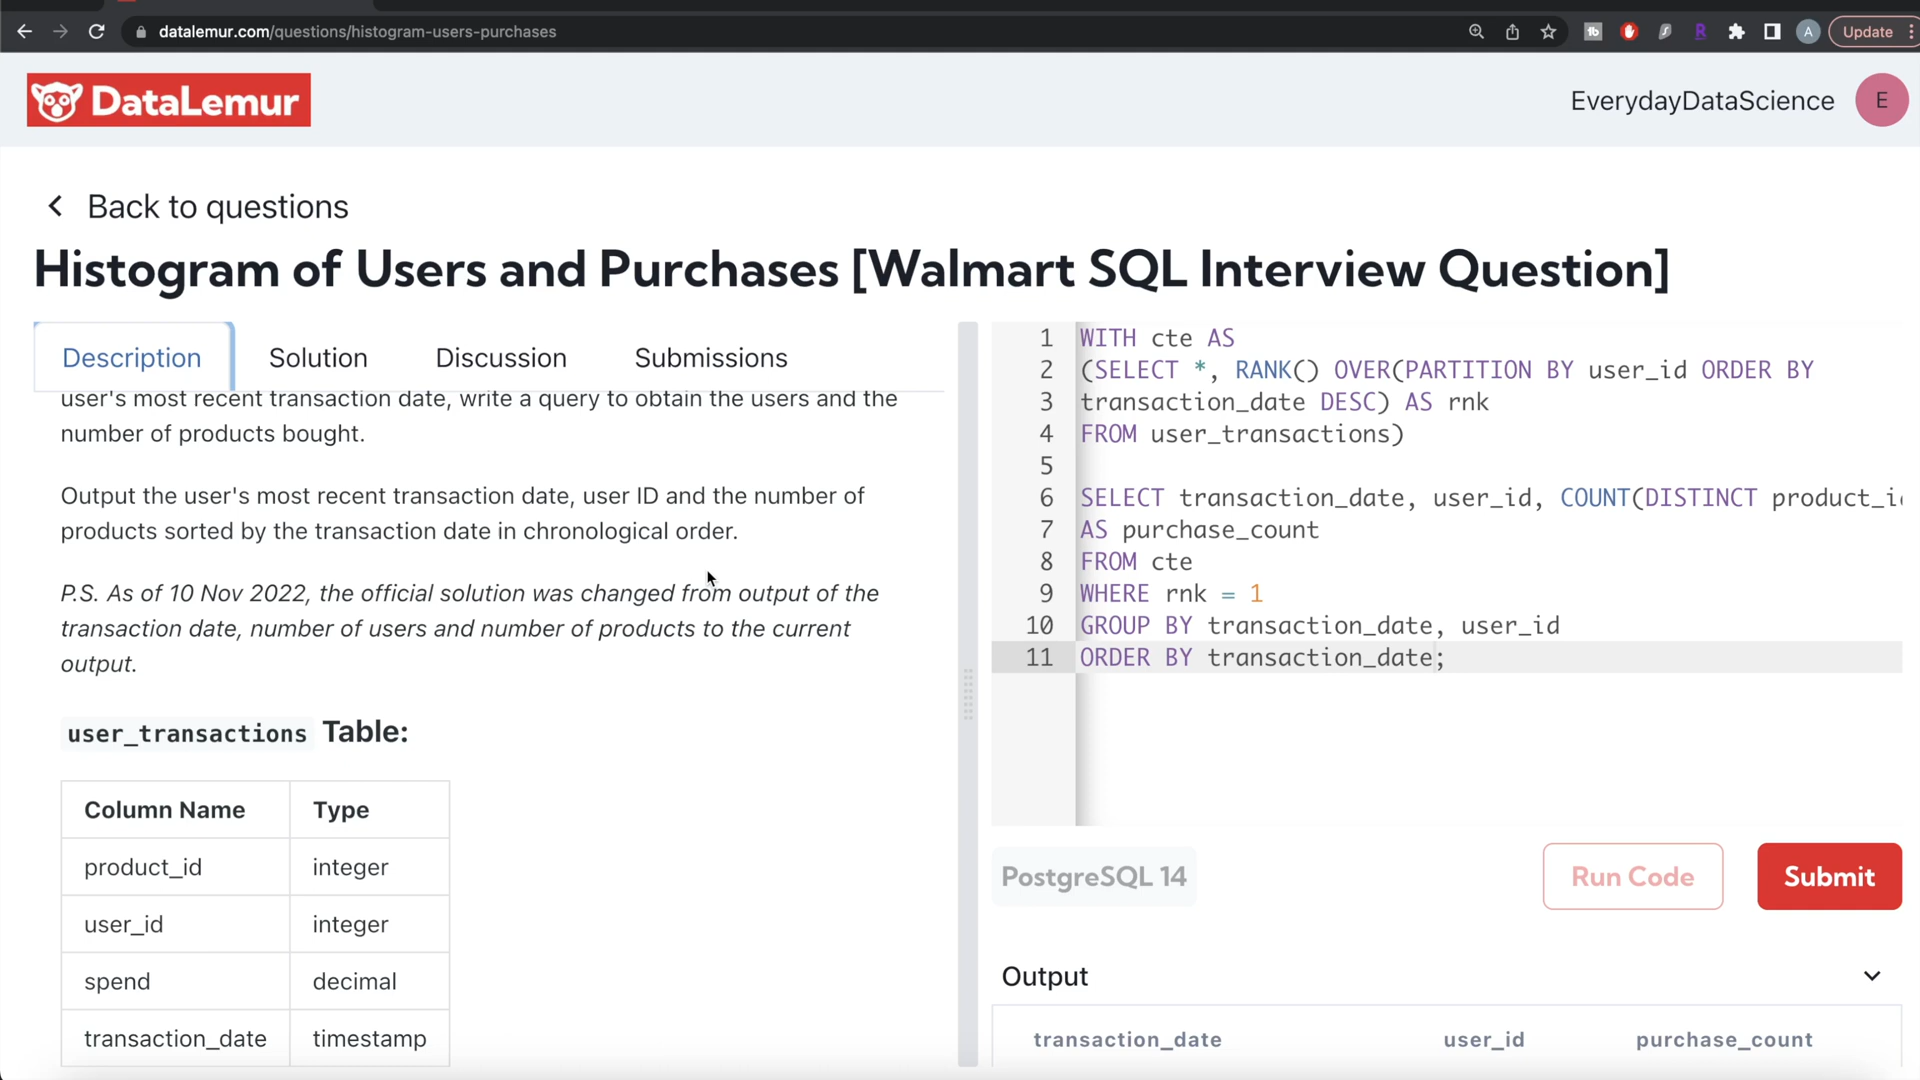 datalemur.com/questions/histogram-users-purchases
Update
DataLemur
EverydayDataScience
E
Back to questions
Histogram of Users and Purchases [Walmart SQL Interview Question]
Description
Solution
Discussion
Submissions
user's most recent transaction date, write a query to obtain the users and the
number of products bought.
Output the user's most recent transaction date, user ID and the number of
products sorted by the transaction date in chronological order.
P.S. As of 10 Nov 2022, the official solution was changed from output of the
transaction date, number of users and number of products to the current
output.
user_transactions Table:
Column Name Type
product_id integer
user_id integer
spend decimal
transaction_date timestamp
1 WITH cte AS
2 (SELECT *, RANK() OVER(PARTITION BY user_id ORDER BY
3 transaction_date DESC) AS rnk
4 FROM user_transactions)
5
6 SELECT transaction_date, user_id, COUNT(DISTINCT product_i
7 AS purchase_count
8 FROM cte
9 WHERE rnk = 1
10 GROUP BY transaction_date, user_id
11 ORDER BY transaction_date;
PostgreSQL 14
Run Code
Submit
Output
transaction_date user_id purchase_count